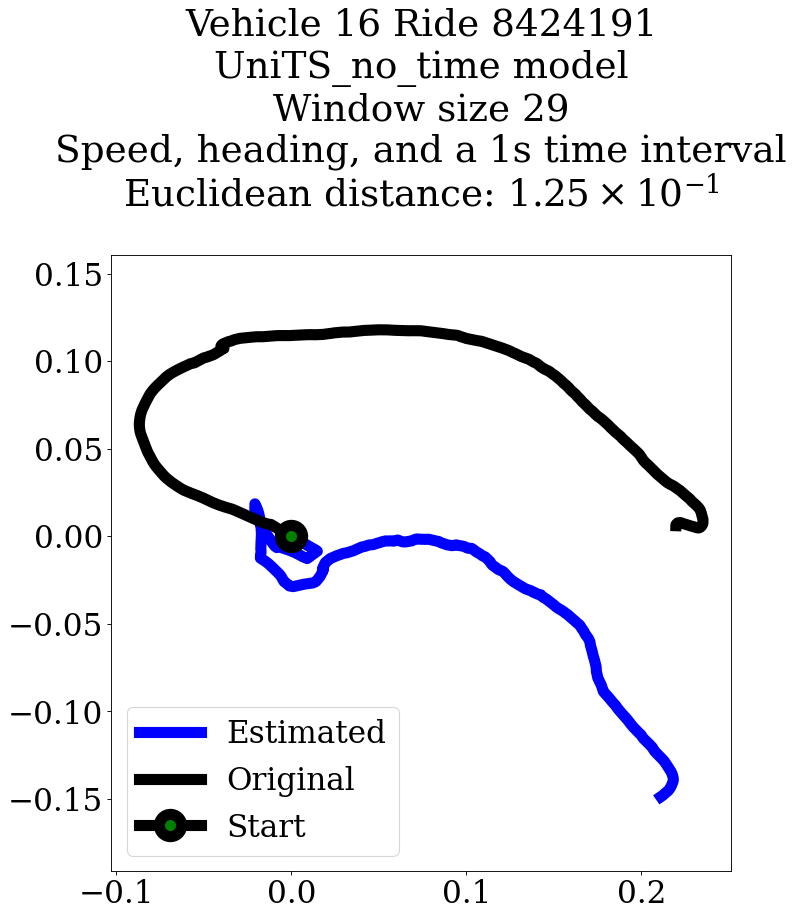 Vehicle 16 Ride 8424191
UniTS_no_time model
Window size 29
Speed, heading, and a 1s time interval
Euclidean distance: 1.25 × 10⁻¹
0.15
0.10
0.05
0.00
−0.05
−0.10
−0.15
Estimated
Original
Start
−0.1 0.0 0.1 0.2